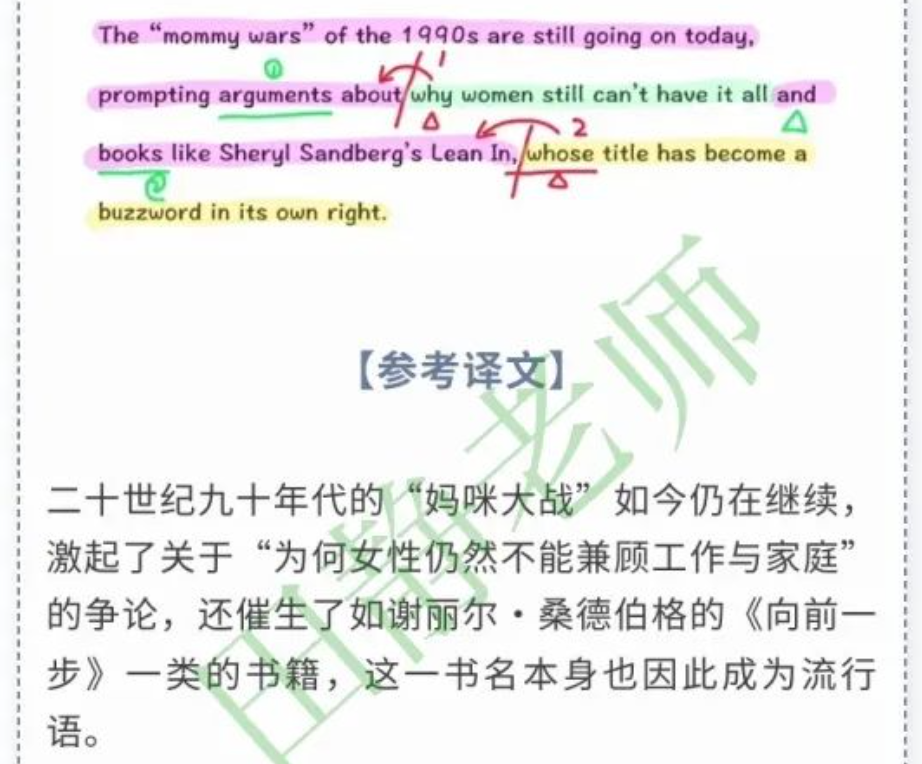 The “mommy wars” of the 1990s are still going on today,
①
1
prompting arguments about why women still can't have it all and
2
books like Sheryl Sandberg's Lean In, whose title has become a
②
buzzword in its own right.
【参考译文】
二十世纪九十年代的“妈咪大战”如今仍在继续，
激起了关于“为何女性仍然不能兼顾工作与家庭”
的争论，还催生了如谢丽尔·桑德伯格的《向前一
步》一类的书籍，这一书名本身也因此成为流行
语。
田静老师